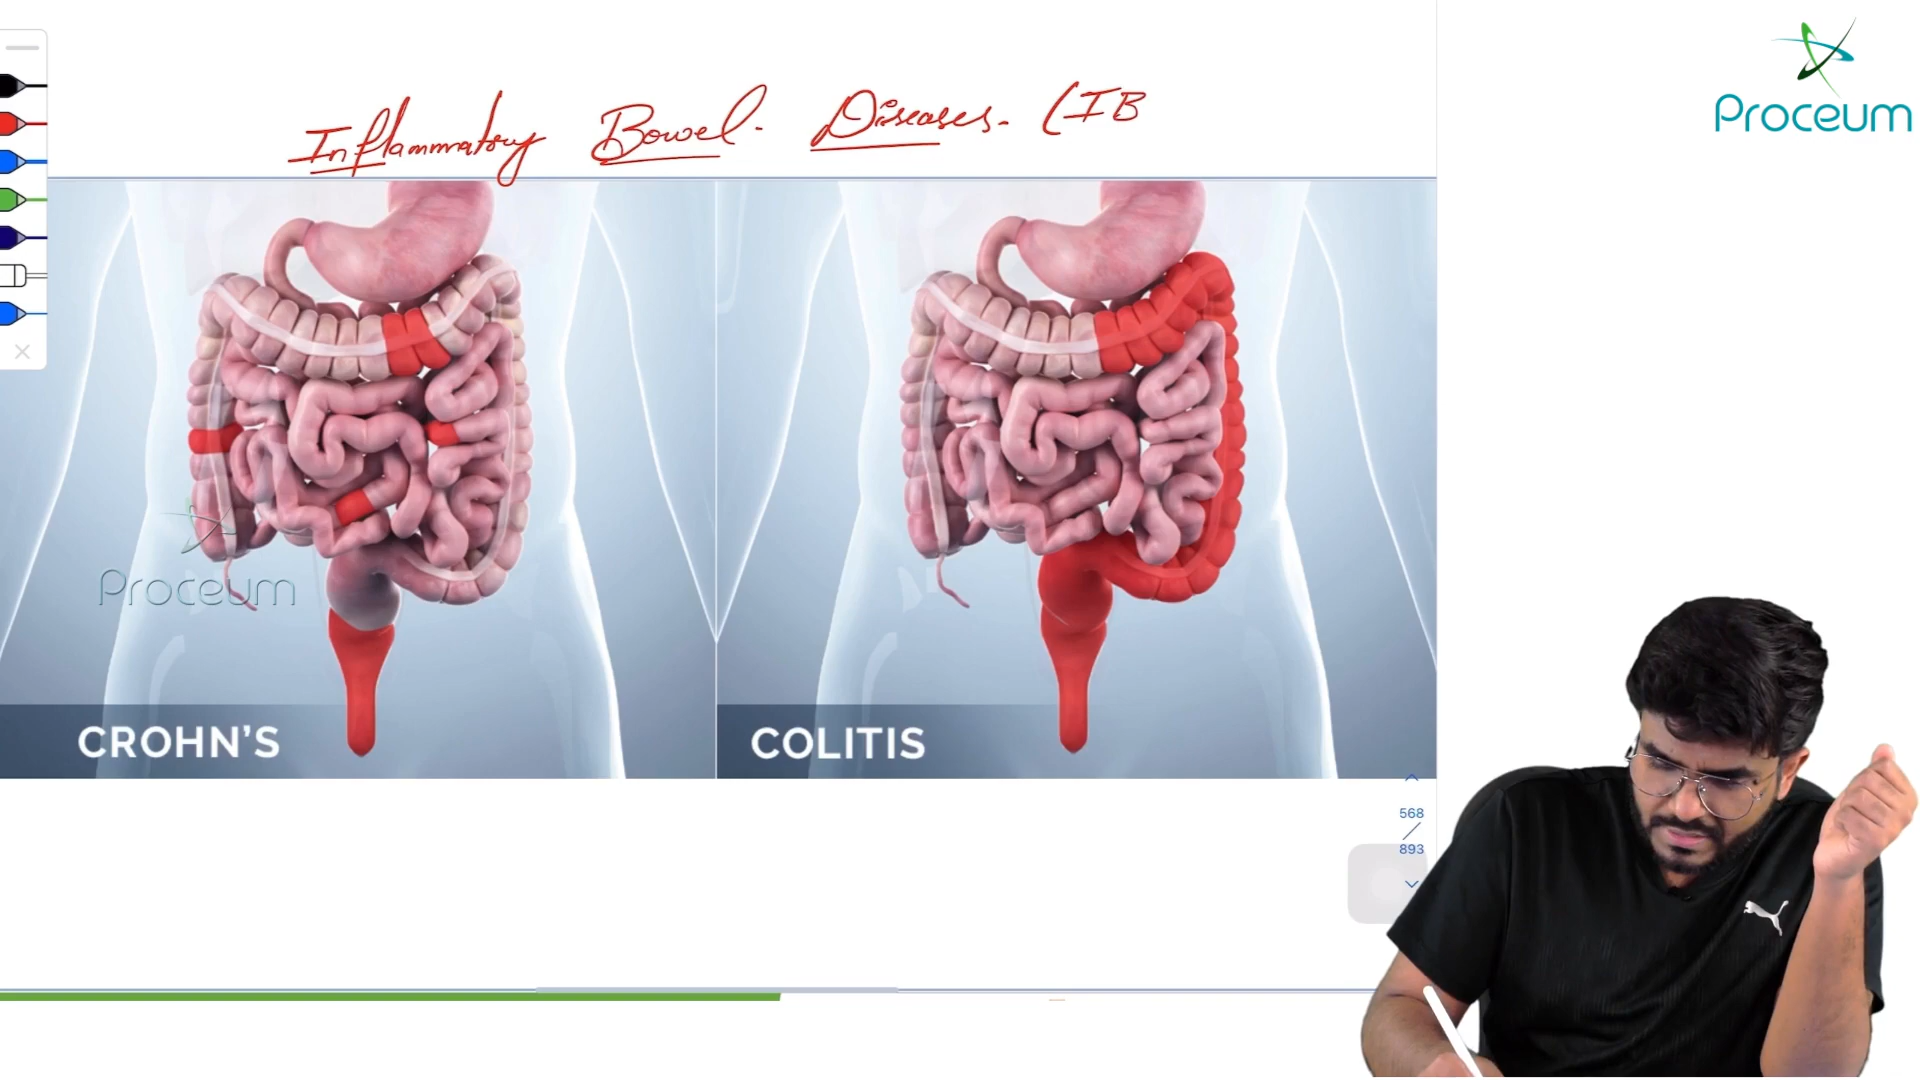 Inflammatory Bowel. Diseases. (IB
Proceum
Proceum
CROHN'S
COLITIS
568
893